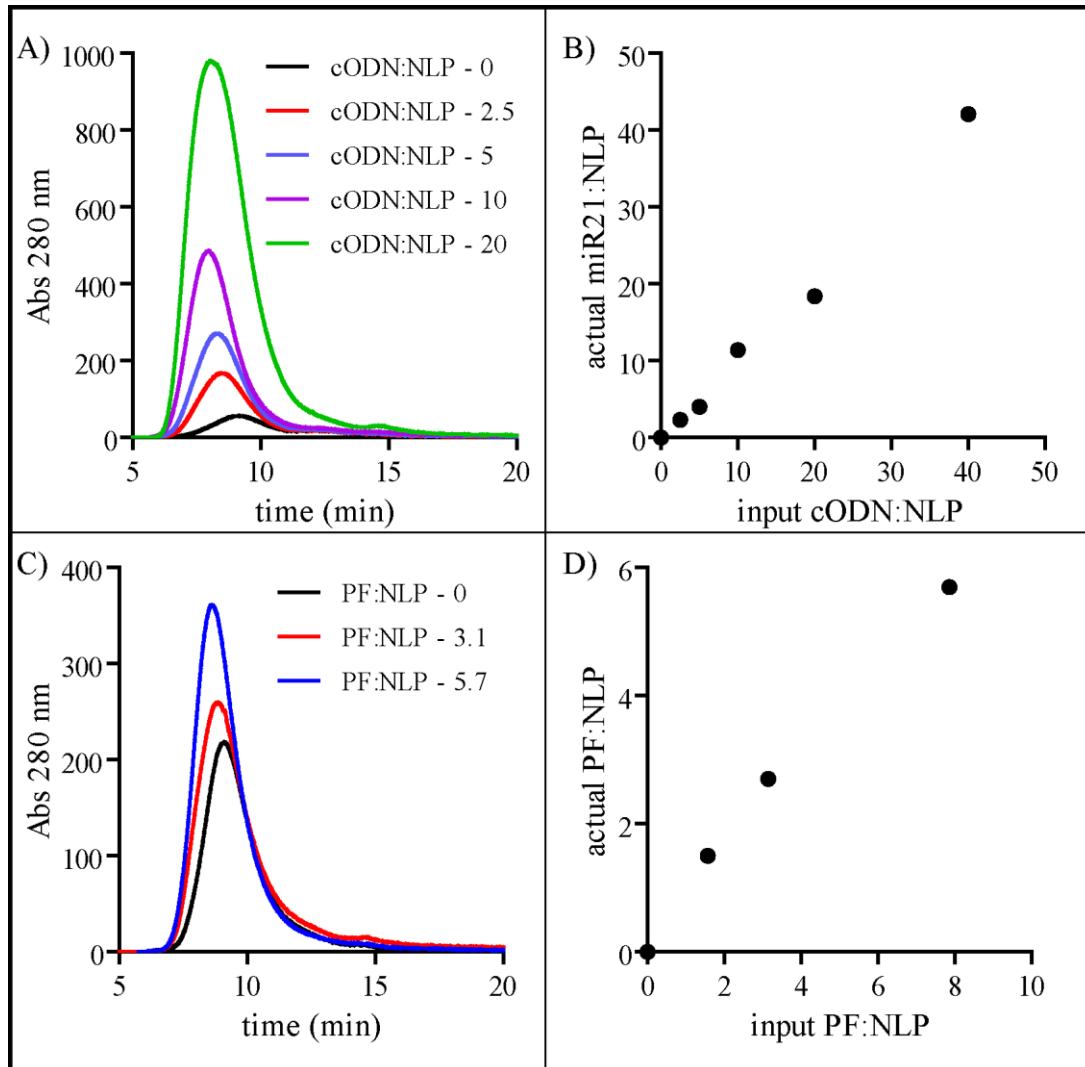 A)
1000
800
600
400
200
0
Abs 280 nm
cODN:NLP - 0
cODN:NLP - 2.5
cODN:NLP - 5
cODN:NLP - 10
cODN:NLP - 20
5 10 15 20
time (min)
B)
50
40
30
20
10
0
actual miR21:NLP
0 10 20 30 40 50
input cODN:NLP
C)
400
300
200
100
0
Abs 280 nm
PF:NLP - 0
PF:NLP - 3.1
PF:NLP - 5.7
5 10 15 20
time (min)
D)
6
4
2
0
actual PF:NLP
0 2 4 6 8 10
input PF:NLP